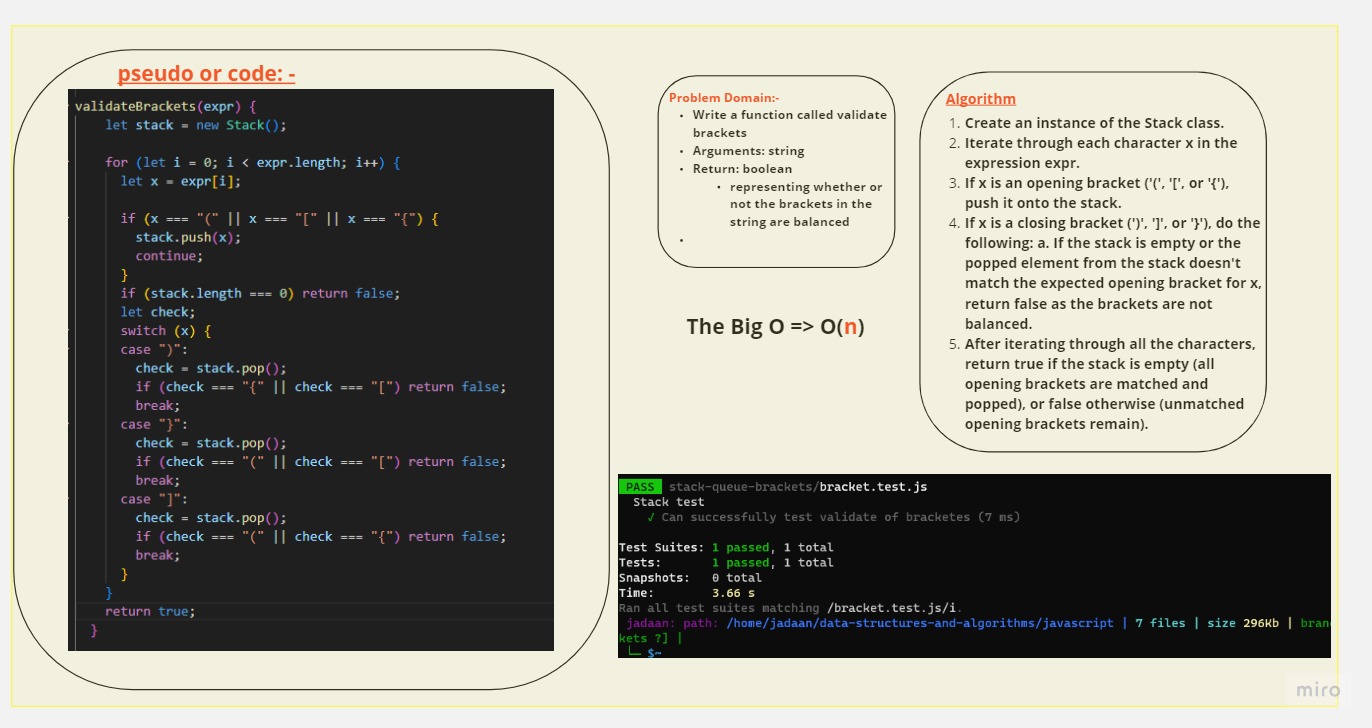 pseudo or code: -
validateBrackets(expr) {
let stack = new Stack();
for (let i = 0; i < expr.length; i++) {
let x = expr[i];
if (x === "(" || x === "[" || x === "{") {
stack.push(x);
continue;
}
if (stack.length === 0) return false;
let check;
switch (x) {
case ")":
check = stack.pop();
if (check === "{" || check === "[") return false;
break;
case "}":
check = stack.pop();
if (check === "(" || check === "[") return false;
break;
case "]":
check = stack.pop();
if (check === "(" || check === "{") return false;
break;
}
}
return true;
}
Problem Domain:-
• Write a function called validate
brackets
• Arguments: string
• Return: boolean
• representing whether or
not the brackets in the
string are balanced
•
The Big O => O(n)
Algorithm
1. Create an instance of the Stack class.
2. Iterate through each character x in the
expression expr.
3. If x is an opening bracket ('(', '[', or '{'),
push it onto the stack.
4. If x is a closing bracket (')', ']', or '}'), do the
following: a. If the stack is empty or the
popped element from the stack doesn't
match the expected opening bracket for x,
return false as the brackets are not
balanced.
5. After iterating through all the characters,
return true if the stack is empty (all
opening brackets are matched and
popped), or false otherwise (unmatched
opening brackets remain).
PASS stack-queue-brackets/bracket.test.js
Stack test
✓ Can successfully test validate of bracketes (7 ms)
Test Suites: 1 passed, 1 total
Tests: 1 passed, 1 total
Snapshots: 0 total
Time: 3.66 s
Ran all test suites matching /bracket.test.js/i.
jadaan: path: /home/jadaan/data-structures-and-algorithms/javascript | 7 files | size 296Kb | bran
kets ?] |
└─ $~
miro